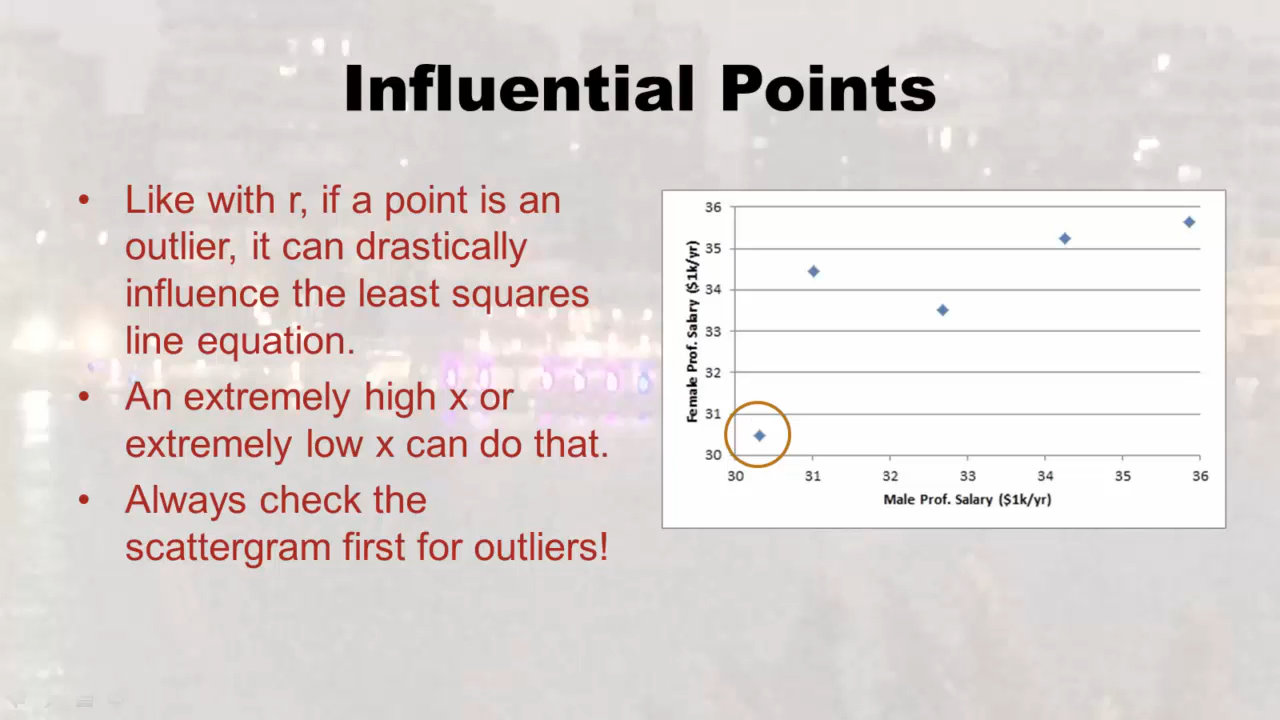 Influential Points
• Like with r, if a point is an
outlier, it can drastically
influence the least squares
line equation.
• An extremely high x or
extremely low x can do that.
• Always check the
scattergram first for outliers!
Female Prof. Salary ($1k/yr)
36
35
34
33
32
31
30
30 31 32 33 34 35 36
Male Prof. Salary ($1k/yr)